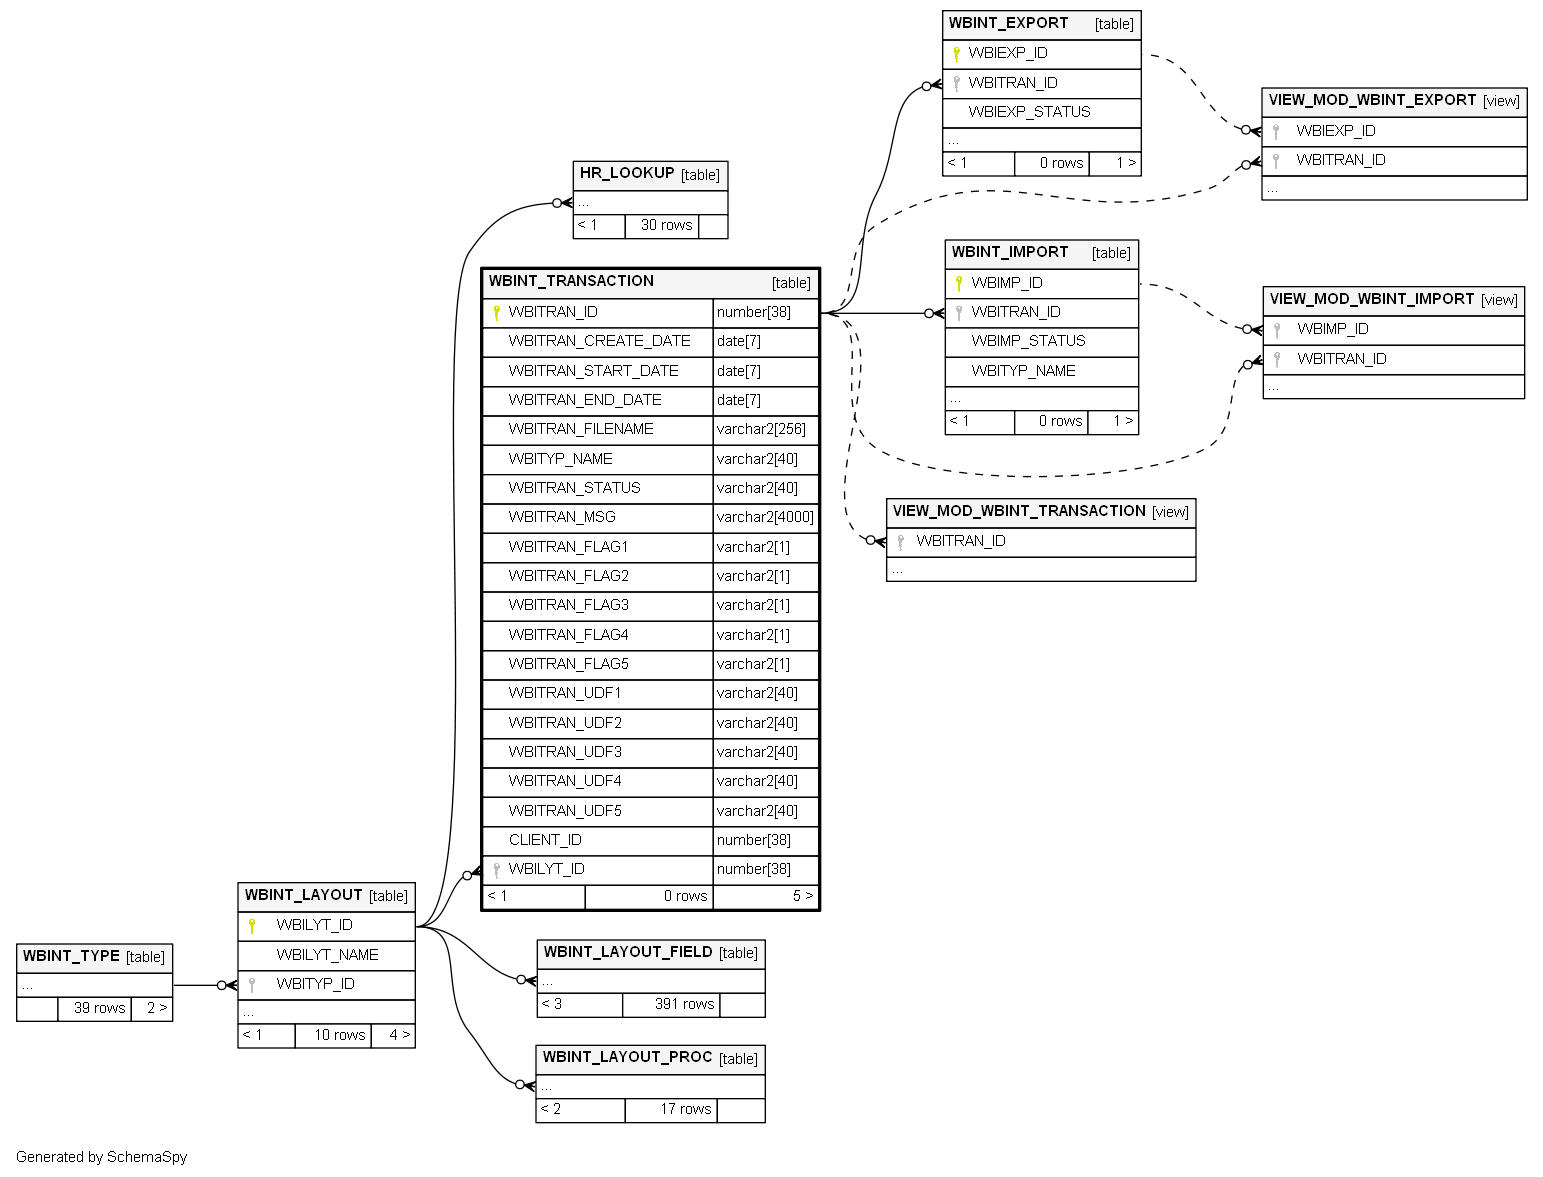 WBINT_EXPORT [table]
WBIEXP_ID
WBITRAN_ID
WBIEXP_STATUS
...
< 1 0 rows 1 >
VIEW_MOD_WBINT_EXPORT [view]
WBIEXP_ID
WBITRAN_ID
...
HR_LOOKUP [table]
...
< 1 30 rows
WBINT_TRANSACTION [table]
WBITRAN_ID number[38]
WBITRAN_CREATE_DATE date[7]
WBITRAN_START_DATE date[7]
WBITRAN_END_DATE date[7]
WBITRAN_FILENAME varchar2[256]
WBITYP_NAME varchar2[40]
WBITRAN_STATUS varchar2[40]
WBITRAN_MSG varchar2[4000]
WBITRAN_FLAG1 varchar2[1]
WBITRAN_FLAG2 varchar2[1]
WBITRAN_FLAG3 varchar2[1]
WBITRAN_FLAG4 varchar2[1]
WBITRAN_FLAG5 varchar2[1]
WBITRAN_UDF1 varchar2[40]
WBITRAN_UDF2 varchar2[40]
WBITRAN_UDF3 varchar2[40]
WBITRAN_UDF4 varchar2[40]
WBITRAN_UDF5 varchar2[40]
CLIENT_ID number[38]
WBILYT_ID number[38]
< 1 0 rows 5 >
WBINT_IMPORT [table]
WBIMP_ID
WBITRAN_ID
WBIMP_STATUS
WBITYP_NAME
...
< 1 0 rows 1 >
VIEW_MOD_WBINT_IMPORT [view]
WBIMP_ID
WBITRAN_ID
...
VIEW_MOD_WBINT_TRANSACTION [view]
WBITRAN_ID
...
WBINT_LAYOUT [table]
WBILYT_ID
WBILYT_NAME
WBITYP_ID
...
< 1 10 rows 4 >
WBINT_TYPE [table]
...
39 rows 2 >
WBINT_LAYOUT_FIELD [table]
...
< 3 391 rows
WBINT_LAYOUT_PROC [table]
...
< 2 17 rows
Generated by SchemaSpy